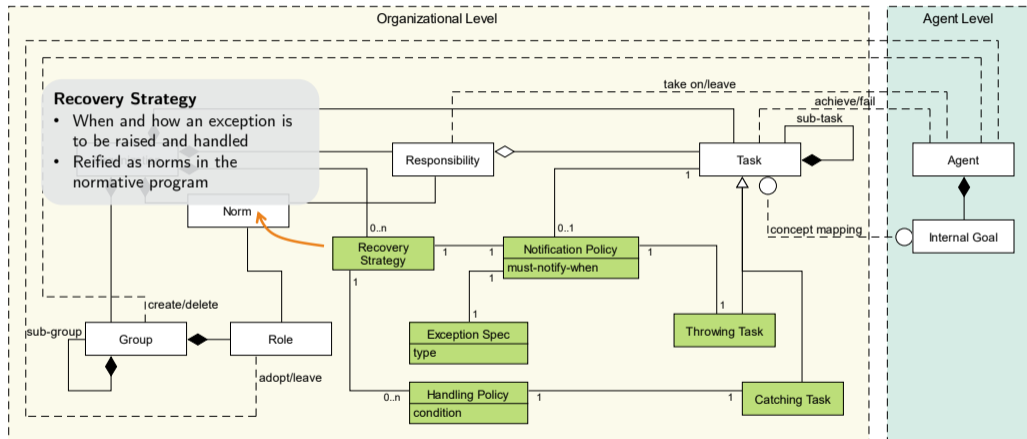 Organizational Level
Agent Level
take on/leave
achieve/fail
sub-task
Recovery Strategy
• When and how an exception is
to be raised and handled
• Reified as norms in the
normative program
Responsibility
Task
Agent
1
Norm
0..n
0..1
concept mapping
Internal Goal
Recovery
Strategy
1
1
Notification Policy
must-notify-when
1
1
1
create/delete
1
1
sub-group
Group
Role
Exception Spec
type
Throwing Task
adopt/leave
0..n
Handling Policy
condition
1
1
Catching Task